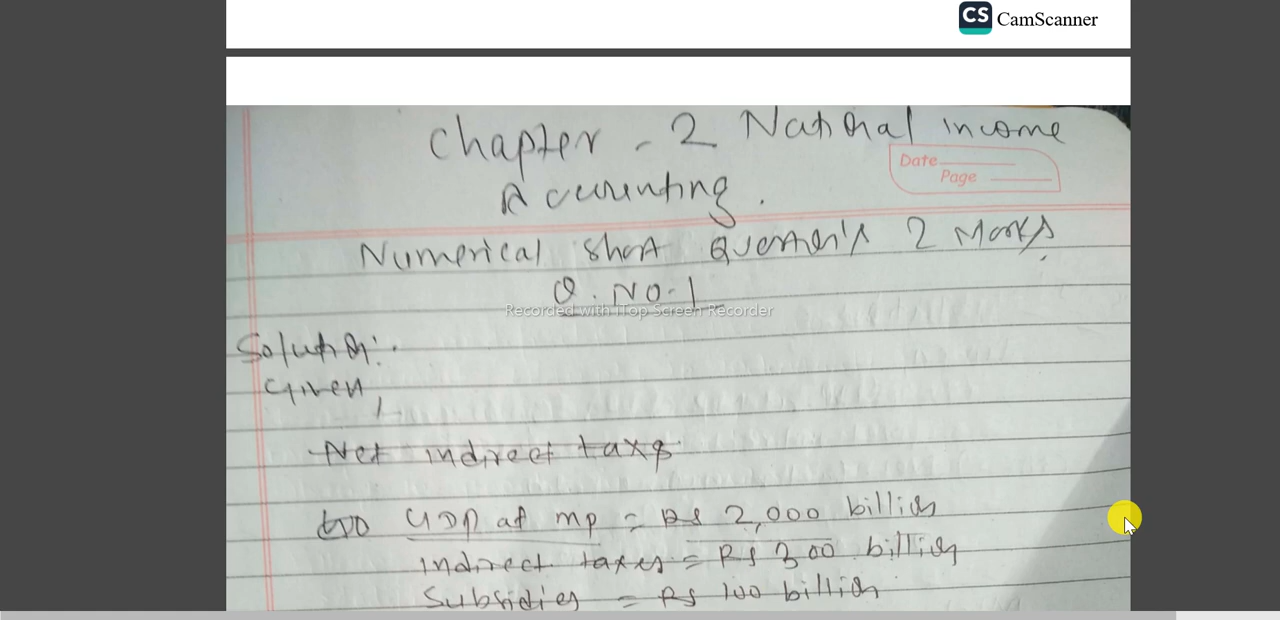 CS CamScanner
Chapter - 2 National income
Date
Page
Accounting.
Numerical short Question's 2 Marks
Q. No. 1
Recorded with iTop Screen Recorder
Solution:-
Given,
Net indirect taxes
GDP at mp = Rs 2,000 billion
Indirect taxes = Rs 300 billion
Subsidies = Rs 100 billion